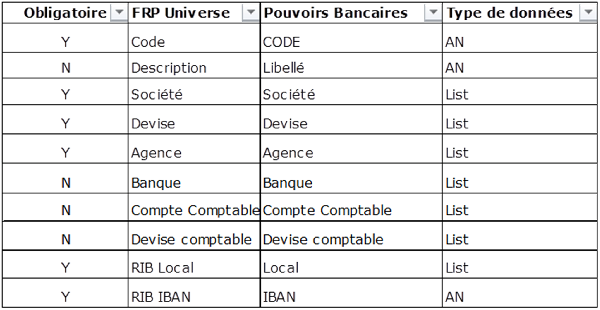 Obligatoire FRP Universe Pouvoirs Bancaires Type de données
Y Code CODE AN
N Description Libellé AN
Y Société Société List
Y Devise Devise List
Y Agence Agence List
N Banque Banque List
N Compte Comptable Compte Comptable List
N Devise comptable Devise comptable List
Y RIB Local Local List
Y RIB IBAN IBAN AN